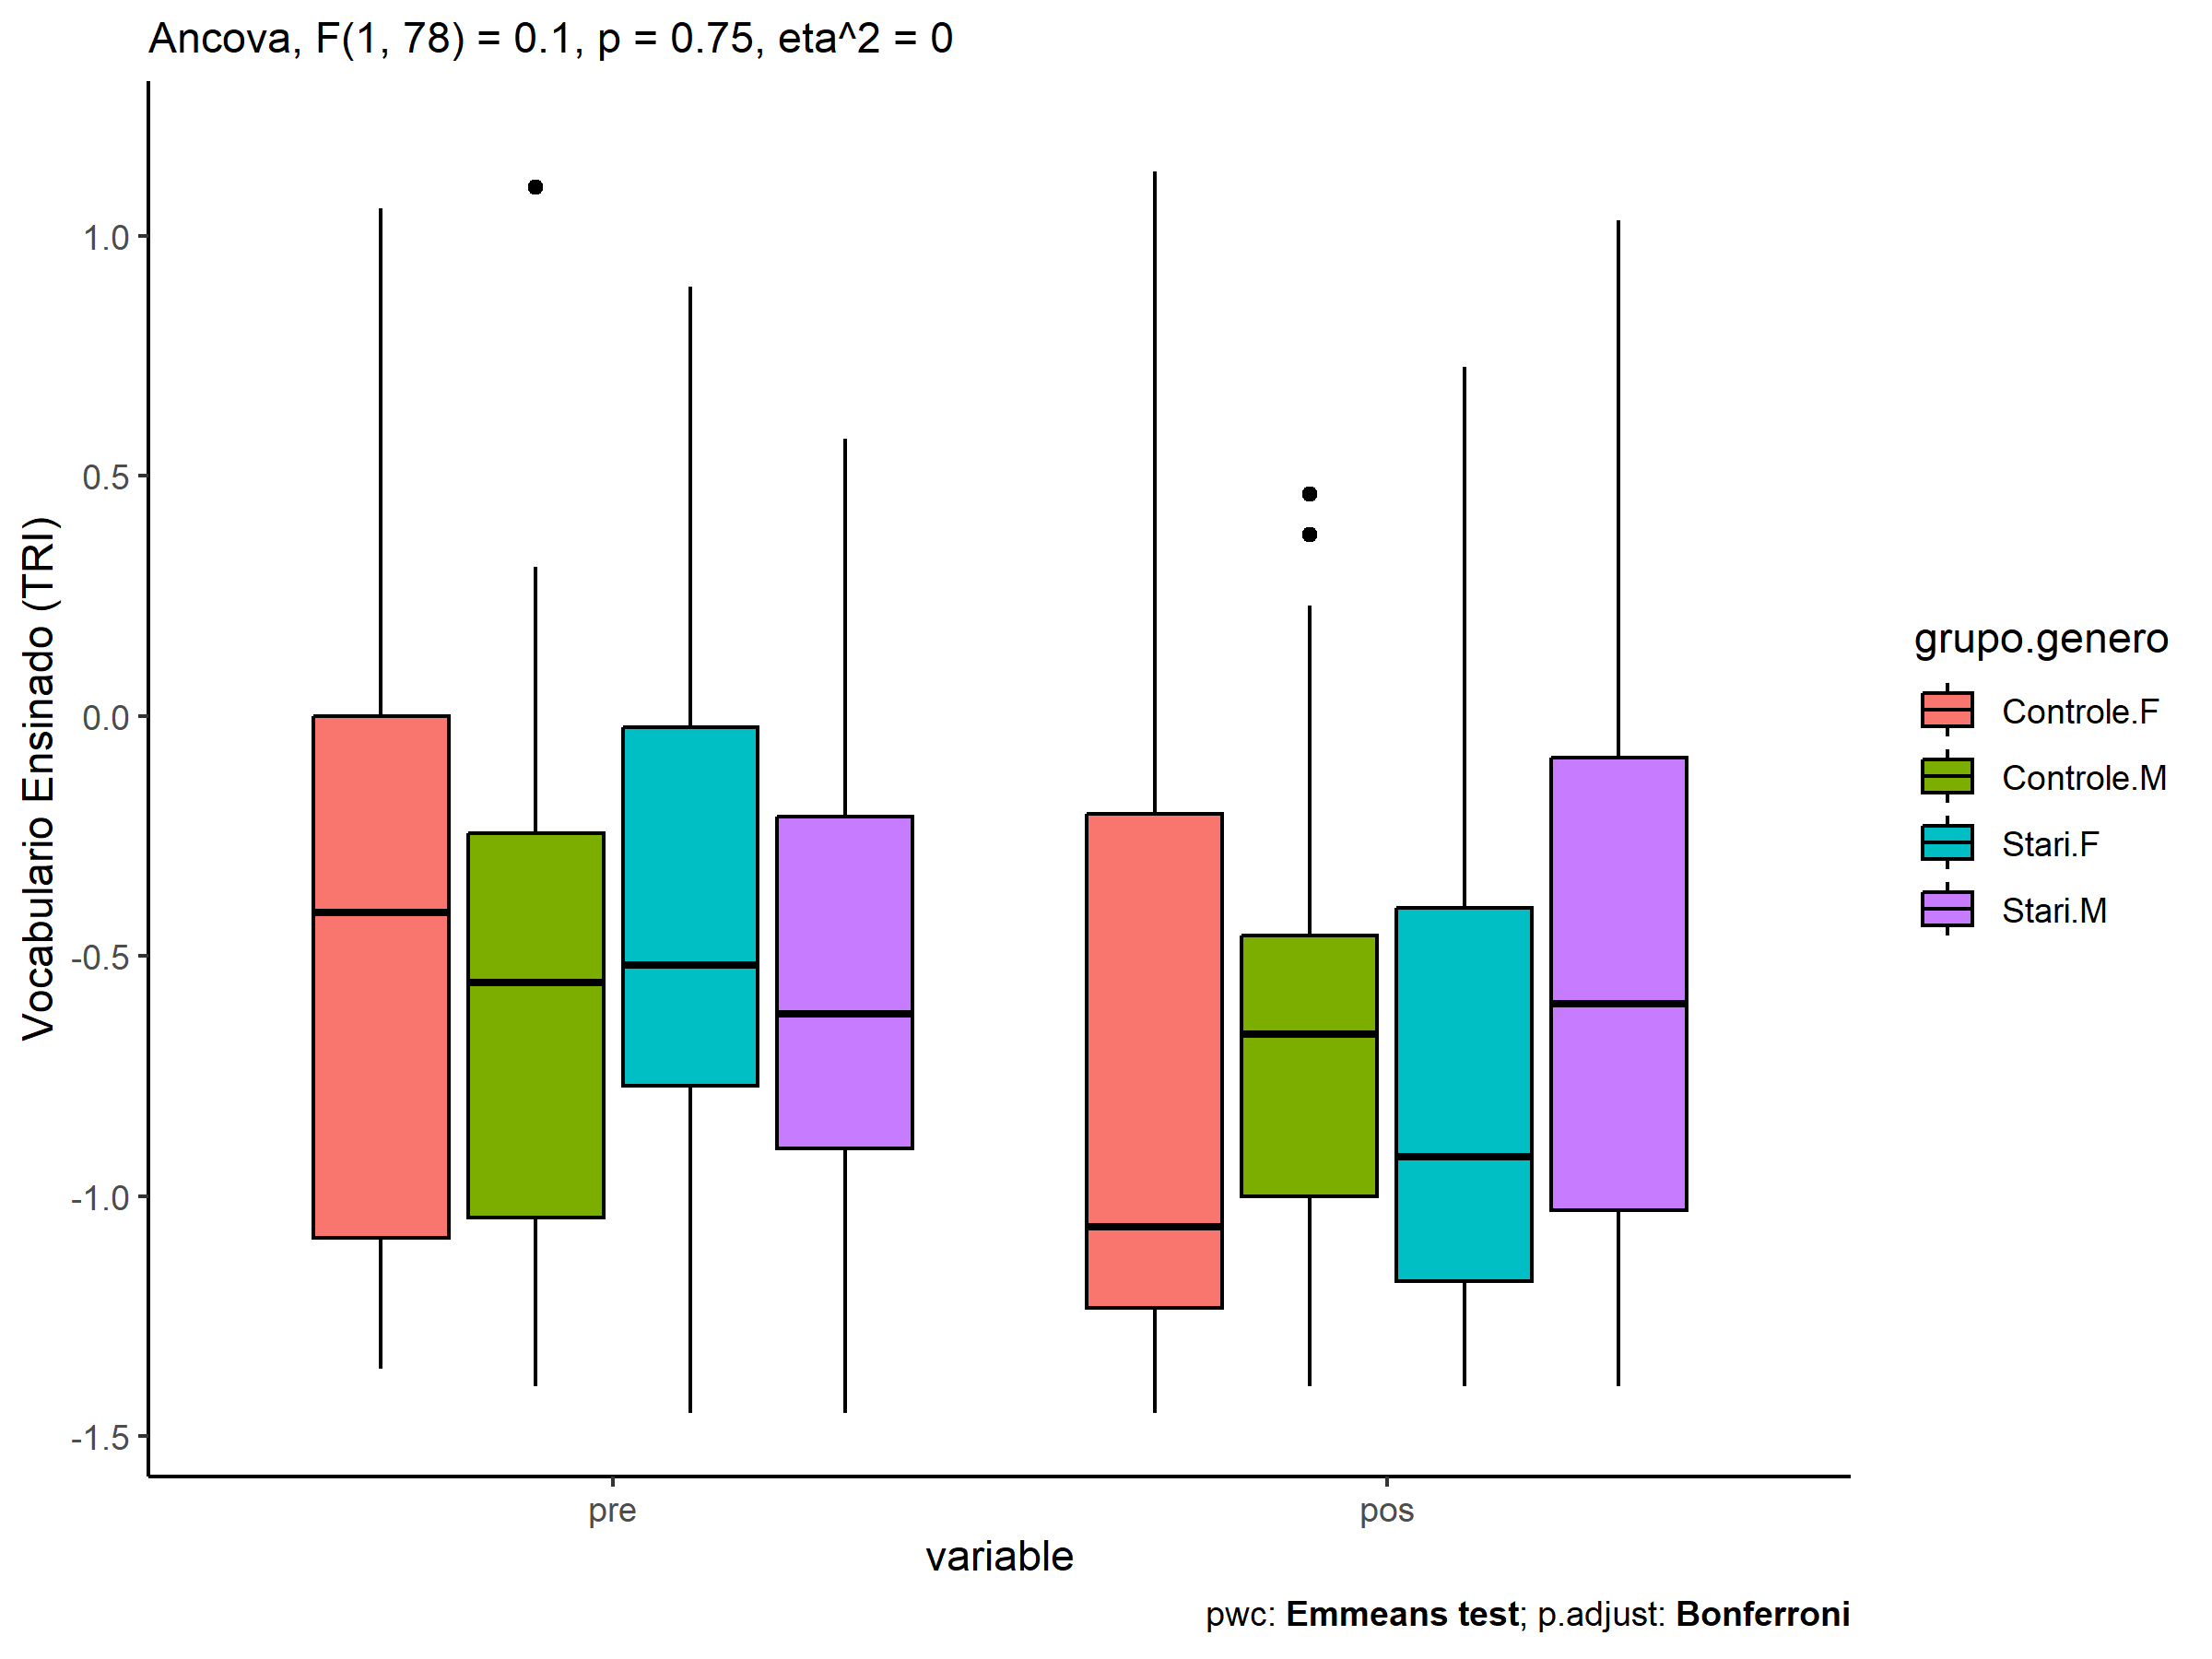 Ancova, F(1, 78) = 0.1, p = 0.75, eta^2 = 0
Vocabulario Ensinado (TRI)
1.0
0.5
0.0
-0.5
-1.0
-1.5
pre
pos
variable
grupo.genero
Controle.F
Controle.M
Stari.F
Stari.M
pwc: Emmeans test; p.adjust: Bonferroni